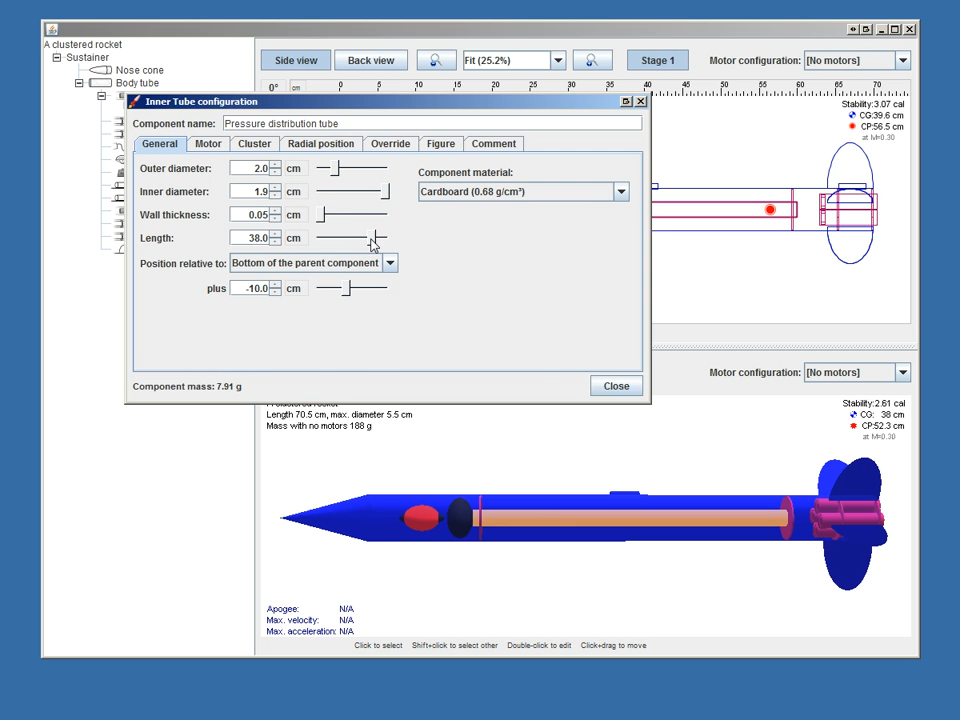 A clustered rocket
Sustainer
Nose cone
Body tube
Side view
Back view
Fit (25.2%)
Stage 1
Motor configuration: [No motors]
0°
cm
0 5 10 15 20 25 30 35 40 45 50 55 60 65 70
Stability:3.07 cal
CG:39.6 cm
CP:56.5 cm
at M=0.30
Inner Tube configuration
Component name: Pressure distribution tube
General Motor Cluster Radial position Override Figure Comment
Outer diameter: 2.0 cm
Inner diameter: 1.9 cm
Wall thickness: 0.05 cm
Length: 38.0 cm
Position relative to: Bottom of the parent component
plus -10.0 cm
Component material:
Cardboard (0.68 g/cm³)
Component mass: 7.91 g
Close
Motor configuration: [No motors]
Length 70.5 cm, max. diameter 5.5 cm
Mass with no motors 188 g
Stability:2.61 cal
CG: 38 cm
CP:52.3 cm
at M=0.30
Apogee: N/A
Max. velocity: N/A
Max. acceleration: N/A
Click to select Shift+click to select other Double-click to edit Click+drag to move